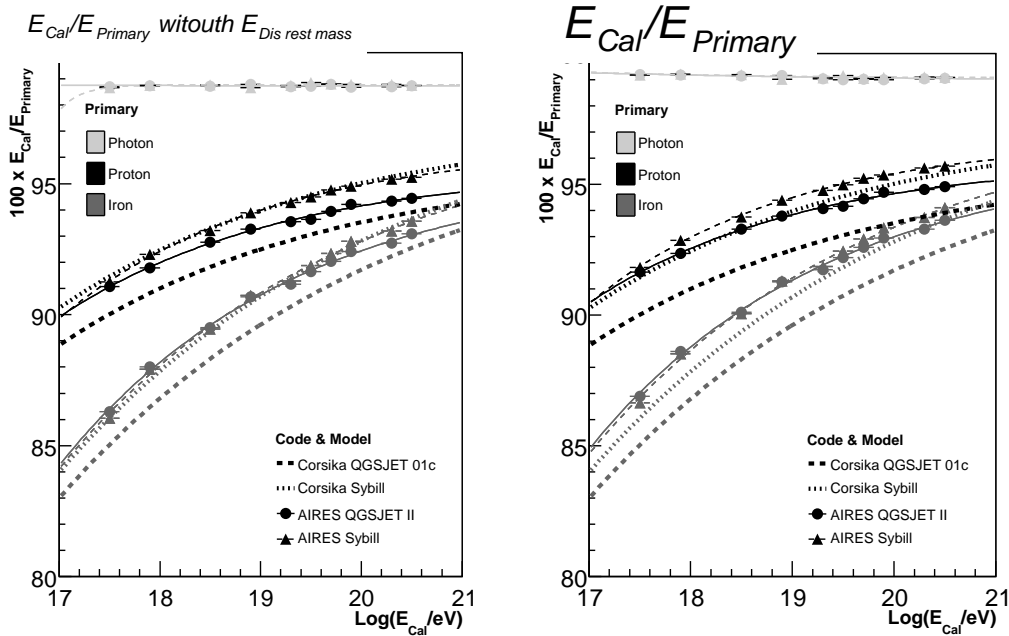 E_Cal/E_Primary witouth E_Dis rest mass
100 x E_Cal/E_Primary
Primary
Photon
Proton
Iron
95
90
85
80
Code & Model
Corsika QGSJET 01c
Corsika Sybill
AIRES QGSJET II
AIRES Sybill
17 18 19 20 21
Log(E_Cal/eV)
E_Cal/E_Primary
100 x E_Cal/E_Primary
Primary
Photon
Proton
Iron
95
90
85
80
Code & Model
Corsika QGSJET 01c
Corsika Sybill
AIRES QGSJET II
AIRES Sybill
17 18 19 20 21
Log(E_Cal/eV)